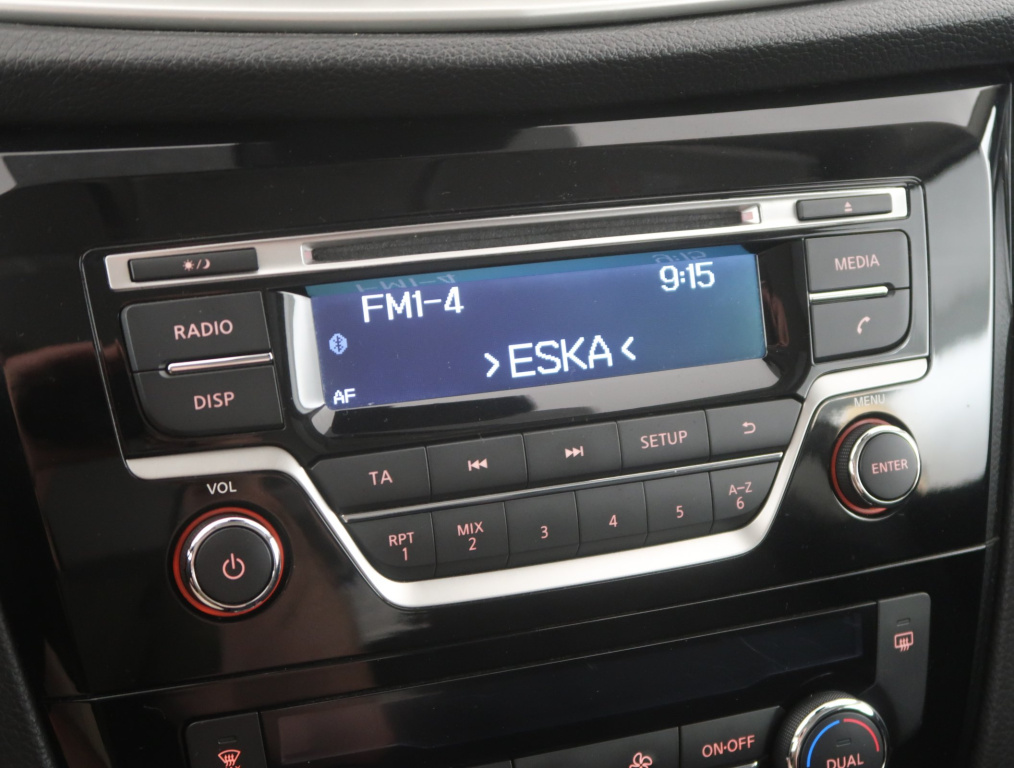 FM1-4
9:15
>ESKA<
AF
RADIO
DISP
MEDIA
TA
SETUP
RPT
1
MIX
2
3
4
5
A-Z
6
VOL
MENU
ENTER
ON·OFF
DUAL